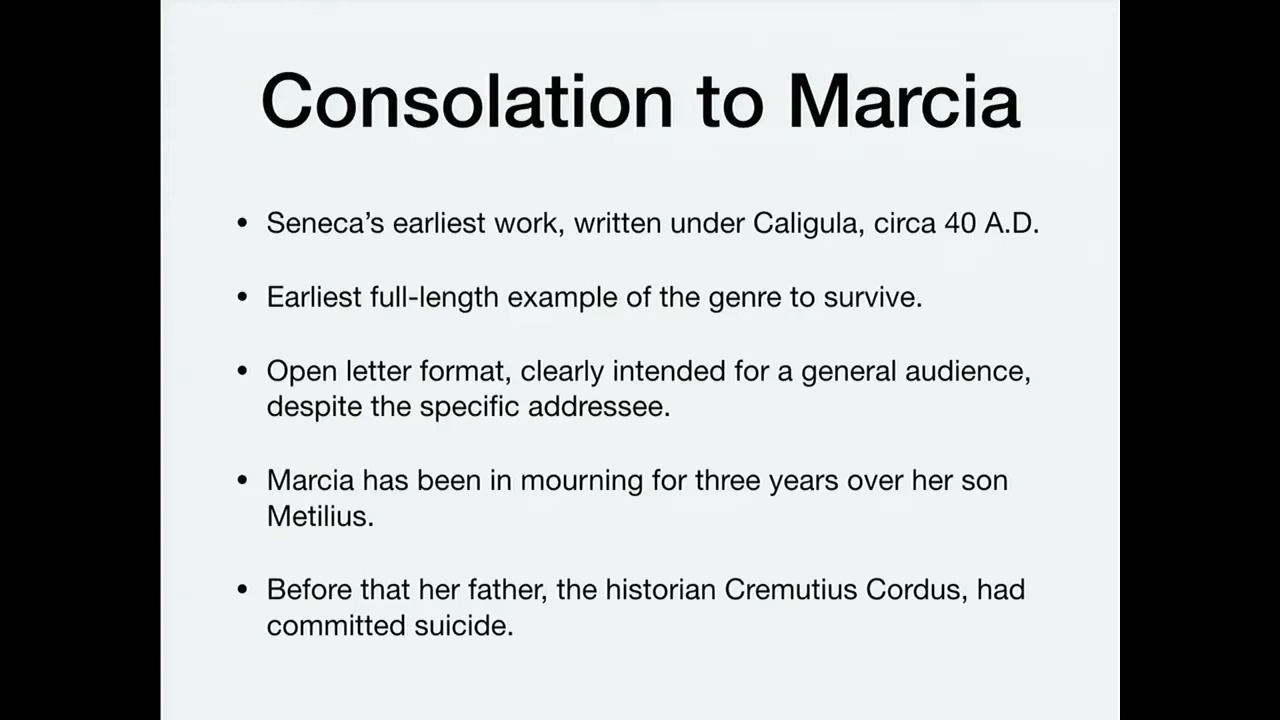 Consolation to Marcia
• Seneca’s earliest work, written under Caligula, circa 40 A.D.
• Earliest full-length example of the genre to survive.
• Open letter format, clearly intended for a general audience,
despite the specific addressee.
• Marcia has been in mourning for three years over her son
Metilius.
• Before that her father, the historian Cremutius Cordus, had
committed suicide.